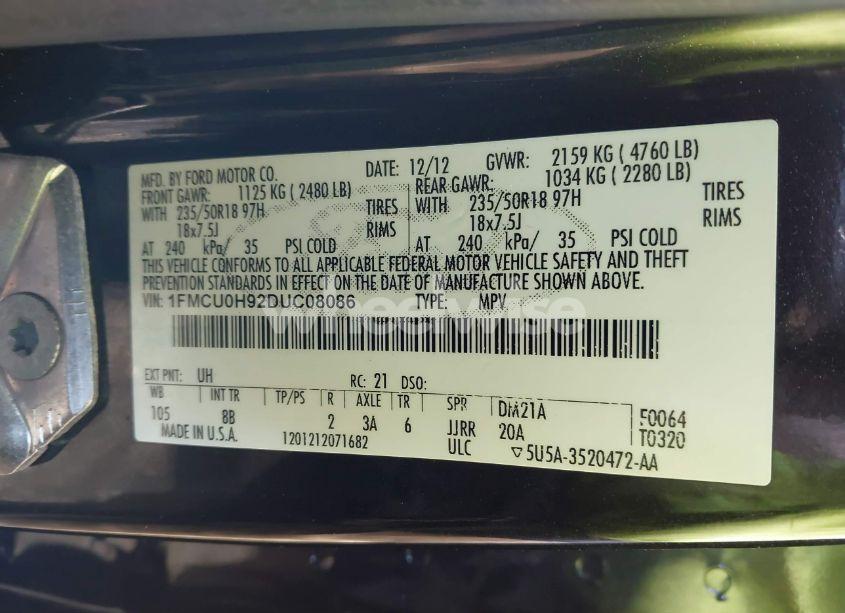 MFD. BY FORD MOTOR CO. DATE: 12/12 GVWR: 2159 KG ( 4760 LB)
FRONT GAWR: 1125 KG ( 2480 LB) REAR GAWR: 1034 KG ( 2280 LB)
WITH 235/50R18 97H TIRES WITH 235/50R18 97H TIRES
18x7.5J RIMS 18x7.5J RIMS
AT 240 kPa/ 35 PSI COLD AT 240 kPa/ 35 PSI COLD
THIS VEHICLE CONFORMS TO ALL APPLICABLE FEDERAL MOTOR VEHICLE SAFETY AND THEFT
PREVENTION STANDARDS IN EFFECT ON THE DATE OF MANUFACTURE SHOWN ABOVE.
VIN: 1FMCU0H92DUC08086 TYPE: MPV
wheelwise
EXT PNT: UH RC: 21 DSO:
WB INT TR TP/PS R AXLE TR SPR DM21A F0064
105 8B 2 3A 6 JJRR 20A T0320
MADE IN U.S.A. 1201212071682 ULC ▽5U5A-3520472-AA